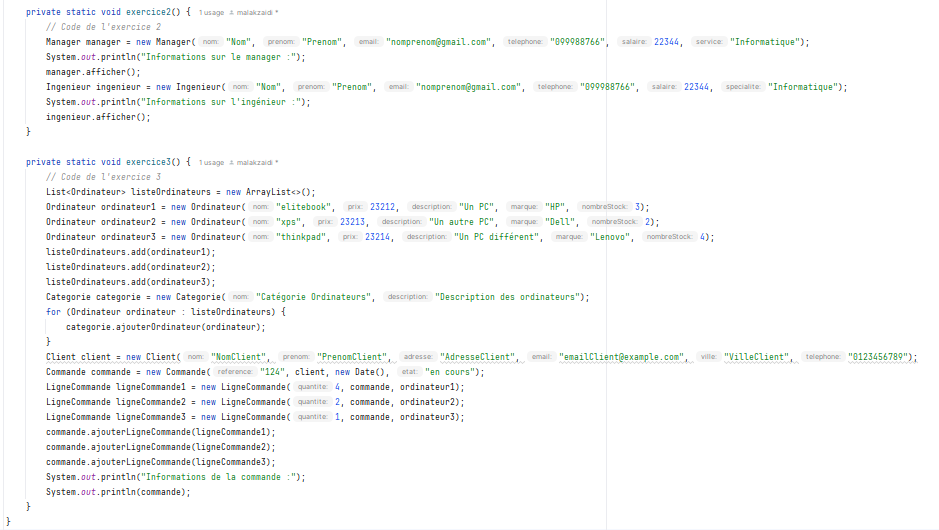 private static void exercice2() { 1 usage malakzaidi *
// Code de l'exercice 2
Manager manager = new Manager( nom: "Nom", prenom: "Prenom", email: "nomprenom@gmail.com", telephone: "099988766", salaire: 22344, service: "Informatique");
System.out.println("Informations sur le manager :");
manager.afficher();
Ingenieur ingenieur = new Ingenieur( nom: "Nom", prenom: "Prenom", email: "nomprenom@gmail.com", telephone: "099988766", salaire: 22344, specialite: "Informatique");
System.out.println("Informations sur l'ingénieur :");
ingenieur.afficher();
}
private static void exercice3() { 1 usage malakzaidi *
// Code de l'exercice 3
List<Ordinateur> listeOrdinateurs = new ArrayList<>();
Ordinateur ordinateur1 = new Ordinateur( nom: "elitebook", prix: 23212, description: "Un PC", marque: "HP", nombreStock: 3);
Ordinateur ordinateur2 = new Ordinateur( nom: "xps", prix: 23213, description: "Un autre PC", marque: "Dell", nombreStock: 2);
Ordinateur ordinateur3 = new Ordinateur( nom: "thinkpad", prix: 23214, description: "Un PC différent", marque: "Lenovo", nombreStock: 4);
listeOrdinateurs.add(ordinateur1);
listeOrdinateurs.add(ordinateur2);
listeOrdinateurs.add(ordinateur3);
Categorie categorie = new Categorie( nom: "Catégorie Ordinateurs", description: "Description des ordinateurs");
for (Ordinateur ordinateur : listeOrdinateurs) {
categorie.ajouterOrdinateur(ordinateur);
}
Client client = new Client( nom: "NomClient", prenom: "PrenomClient", adresse: "AdresseClient", email: "emailClient@example.com", ville: "VilleClient", telephone: "0123456789");
Commande commande = new Commande( reference: "124", client, new Date(), etat: "en cours");
LigneCommande ligneCommande1 = new LigneCommande( quantite: 4, commande, ordinateur1);
LigneCommande ligneCommande2 = new LigneCommande( quantite: 2, commande, ordinateur2);
LigneCommande ligneCommande3 = new LigneCommande( quantite: 1, commande, ordinateur3);
commande.ajouterLigneCommande(ligneCommande1);
commande.ajouterLigneCommande(ligneCommande2);
commande.ajouterLigneCommande(ligneCommande3);
System.out.println("Informations de la commande :");
System.out.println(commande);
}
}